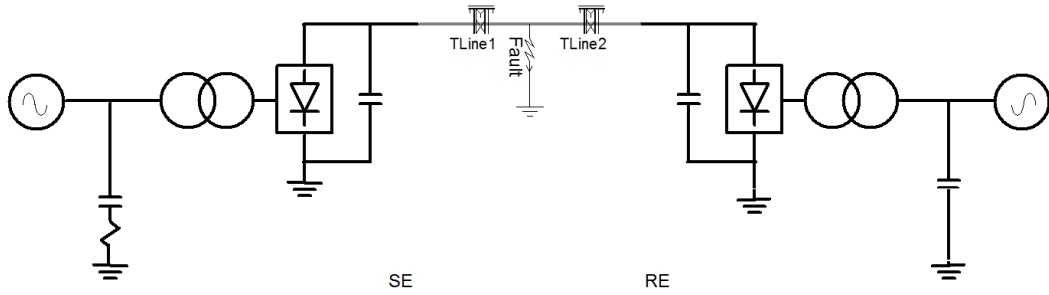 TLine1
Fault
TLine2
SE
RE